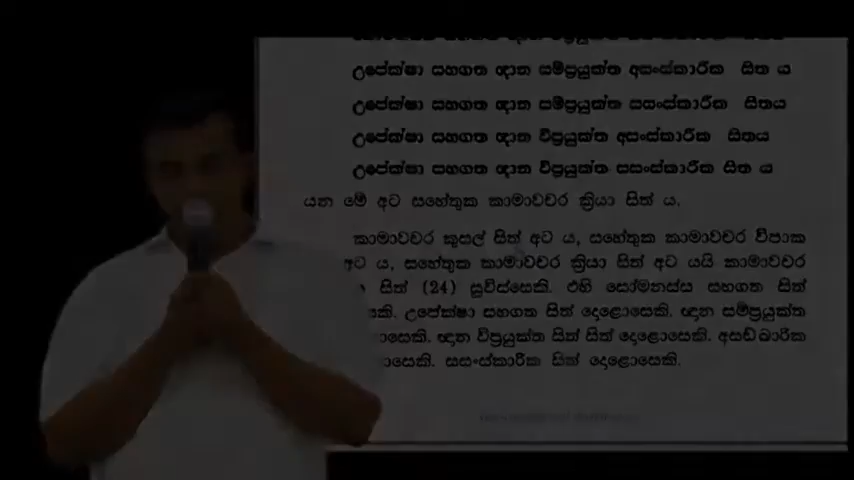 උපේක්ෂා සහගත ඥාන සම්ප්‍රයුක්ත අසංස්කාරික සිත ය
උපේක්ෂා සහගත ඥාන සම්ප්‍රයුක්ත සසංස්කාරික සිතය
උපේක්ෂා සහගත ඥාන විප්‍රයුක්ත අසංස්කාරික සිතය
උපේක්ෂා සහගත ඥාන විප්‍රයුක්ත සසංස්කාරික සිත ය
යන මේ අට සහේතුක කාමාවචර ක්‍රියා සිත් ය.
කාමාවචර කුසල් සිත් අට ය, සහේතුක කාමාවචර විපාක
අට ය, සහේතුක කාමාවචර ක්‍රියා සිත් අට යයි කාමාවචර
සිත් (24) සූවිස්සෙකි. එහි සෝමනස්ස සහගත සිත්
උපේක්ෂා සහගත සිත් දොළොසෙකි. ඥාන සම්ප්‍රයුක්ත
ඥාන විප්‍රයුක්ත සිත් සිත් දොළොසෙකි. අසඞ්ඛාරික
සසංස්කාරික සිත් දොළොසෙකි.